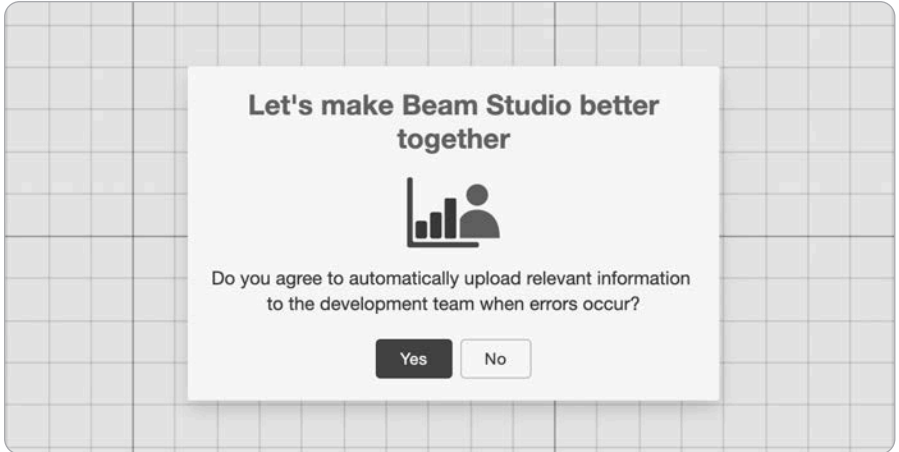 Let's make Beam Studio better
together
Do you agree to automatically upload relevant information
to the development team when errors occur?
Yes
No